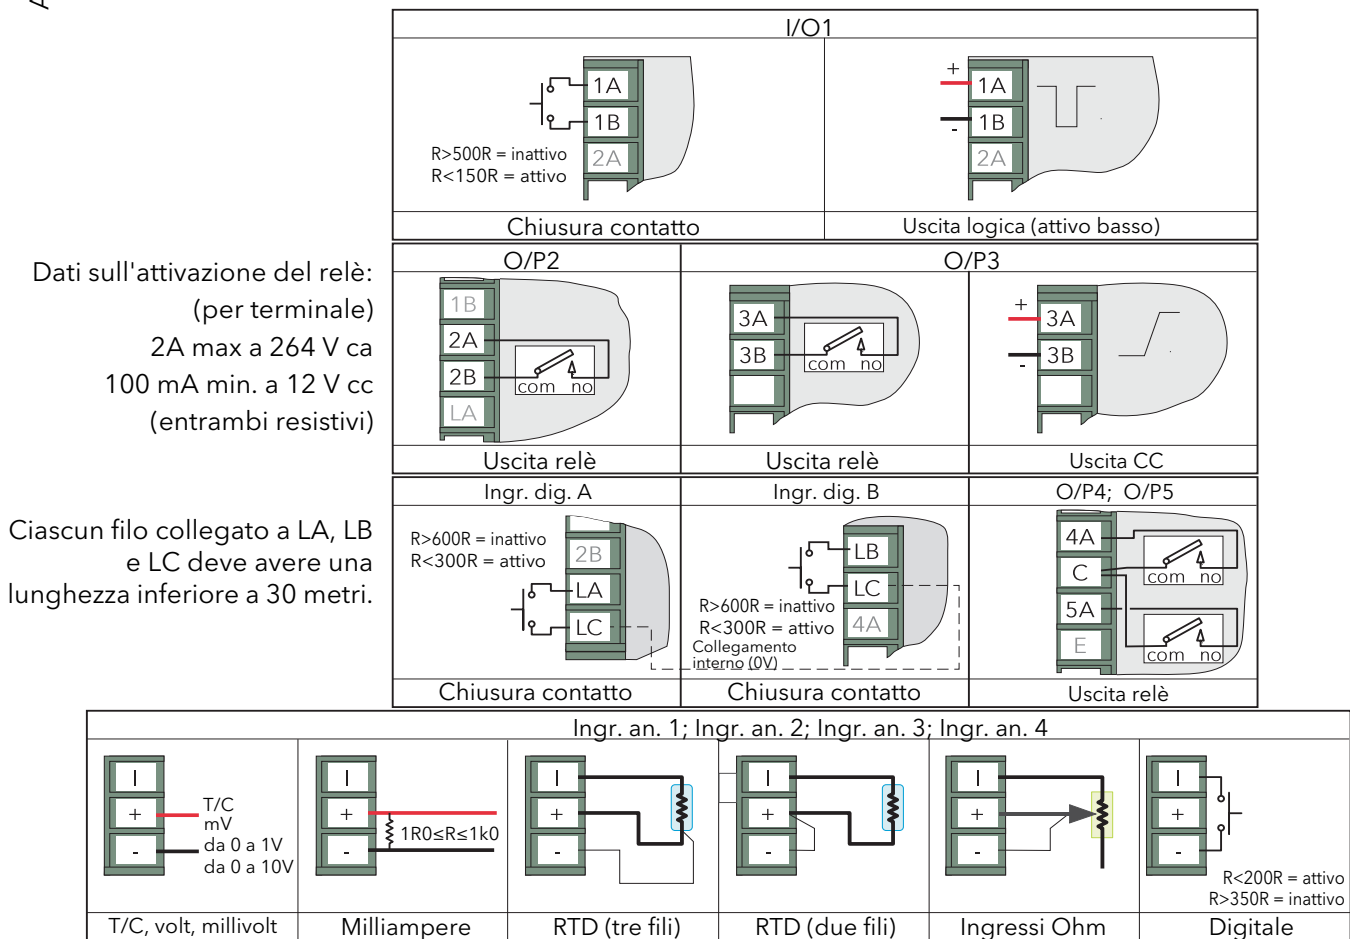 A
I/O1
1A
1B
2A
R>500R = inattivo
R<150R = attivo
+
-
1A
1B
2A
Chiusura contatto
Uscita logica (attivo basso)
Dati sull'attivazione del relè:
(per terminale)
2A max a 264 V ca
100 mA min. a 12 V cc
(entrambi resistivi)
O/P2
O/P3
1B
2A
2B
LA
com no
3A
3B
com no
+
-
3A
3B
Uscita relè
Uscita relè
Uscita CC
Ciascun filo collegato a LA, LB
e LC deve avere una
lunghezza inferiore a 30 metri.
Ingr. dig. A
Ingr. dig. B
O/P4; O/P5
R>600R = inattivo
R<300R = attivo
2B
LA
LC
LB
LC
4A
R>600R = inattivo
R<300R = attivo
Collegamento
interno (0V)
4A
C
5A
E
com no
com no
Chiusura contatto
Chiusura contatto
Uscita relè
Ingr. an. 1; Ingr. an. 2; Ingr. an. 3; Ingr. an. 4
I
+
-
T/C
mV
da 0 a 1V
da 0 a 10V
I
+
-
1R0≤R≤1k0
I
+
-
I
+
-
I
+
-
I
+
-
R<200R = attivo
R>350R = inattivo
T/C, volt, millivolt
Milliampere
RTD (tre fili)
RTD (due fili)
Ingressi Ohm
Digitale